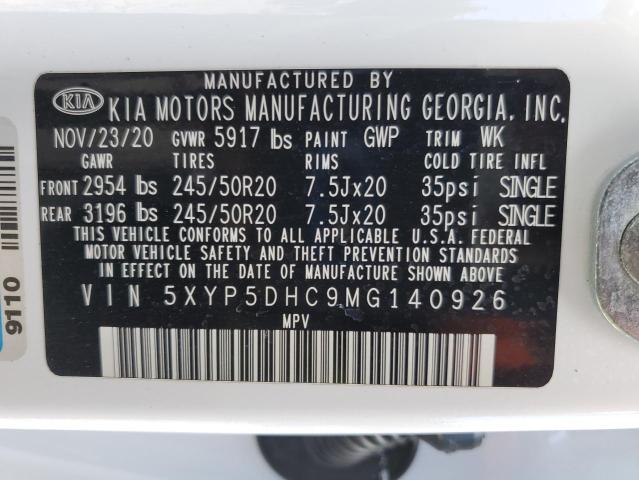 MANUFACTURED BY
KIA KIA MOTORS MANUFACTURING GEORGIA, INC.
NOV/23/20 GVWR 5917 lbs PAINT GWP TRIM WK
GAWR TIRES RIMS COLD TIRE INFL
FRONT 2954 lbs 245/50R20 7.5Jx20 35psi SINGLE
REAR 3196 lbs 245/50R20 7.5Jx20 35psi SINGLE
THIS VEHICLE CONFORMS TO ALL APPLICABLE U.S.A. FEDERAL
MOTOR VEHICLE SAFETY AND THEFT PREVENTION STANDARDS
IN EFFECT ON THE DATE OF MANUFACTURE SHOWN ABOVE.
VIN 5XYP5DHC9MG140926
MPV
9110